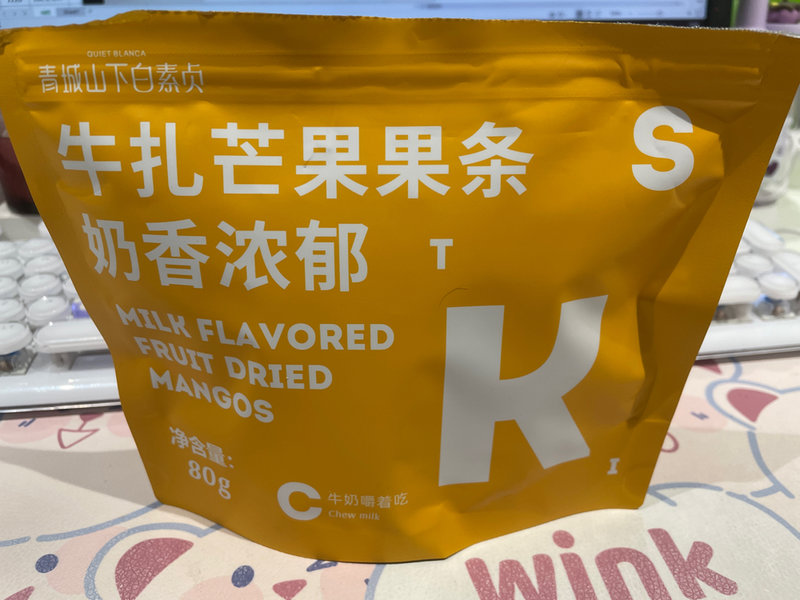 QUIET BLANCA
青城山下白素贞
牛扎芒果果条
奶香浓郁
S
T
K
I
MILK FLAVORED
FRUIT DRIED
MANGOS
净含量:
80g
C
牛奶嚼着吃
Chew milk
wink